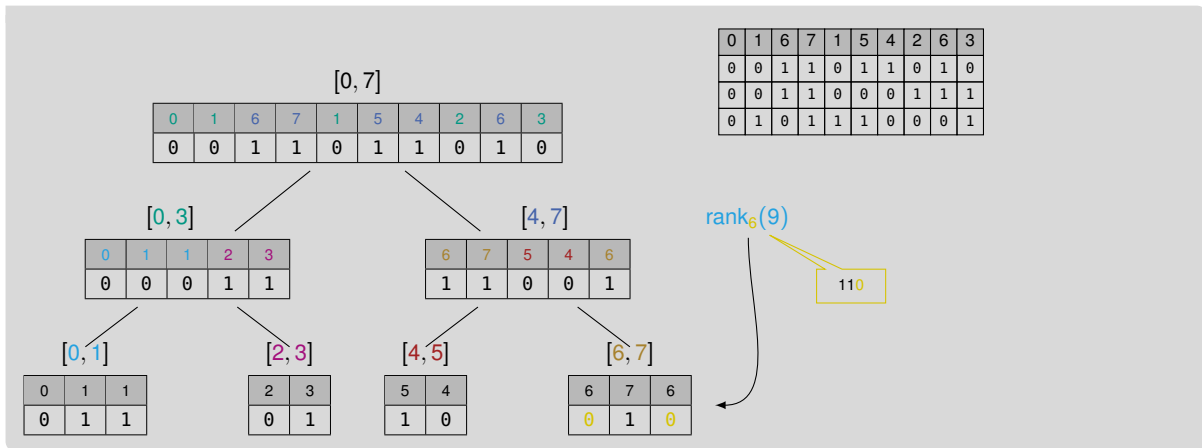 0 1 6 7 1 5 4 2 6 3
0 0 1 1 0 1 1 0 1 0
0 0 1 1 0 0 0 1 1 1
0 1 0 1 1 1 0 0 0 1
[0, 7]
0 1 6 7 1 5 4 2 6 3
0 0 1 1 0 1 1 0 1 0
[0, 3]
0 1 1 2 3
0 0 0 1 1
[4, 7]
6 7 5 4 6
1 1 0 0 1
rank6(9)
110
[0, 1]
0 1 1
0 1 1
[2, 3]
2 3
0 1
[4, 5]
5 4
1 0
[6, 7]
6 7 6
0 1 0